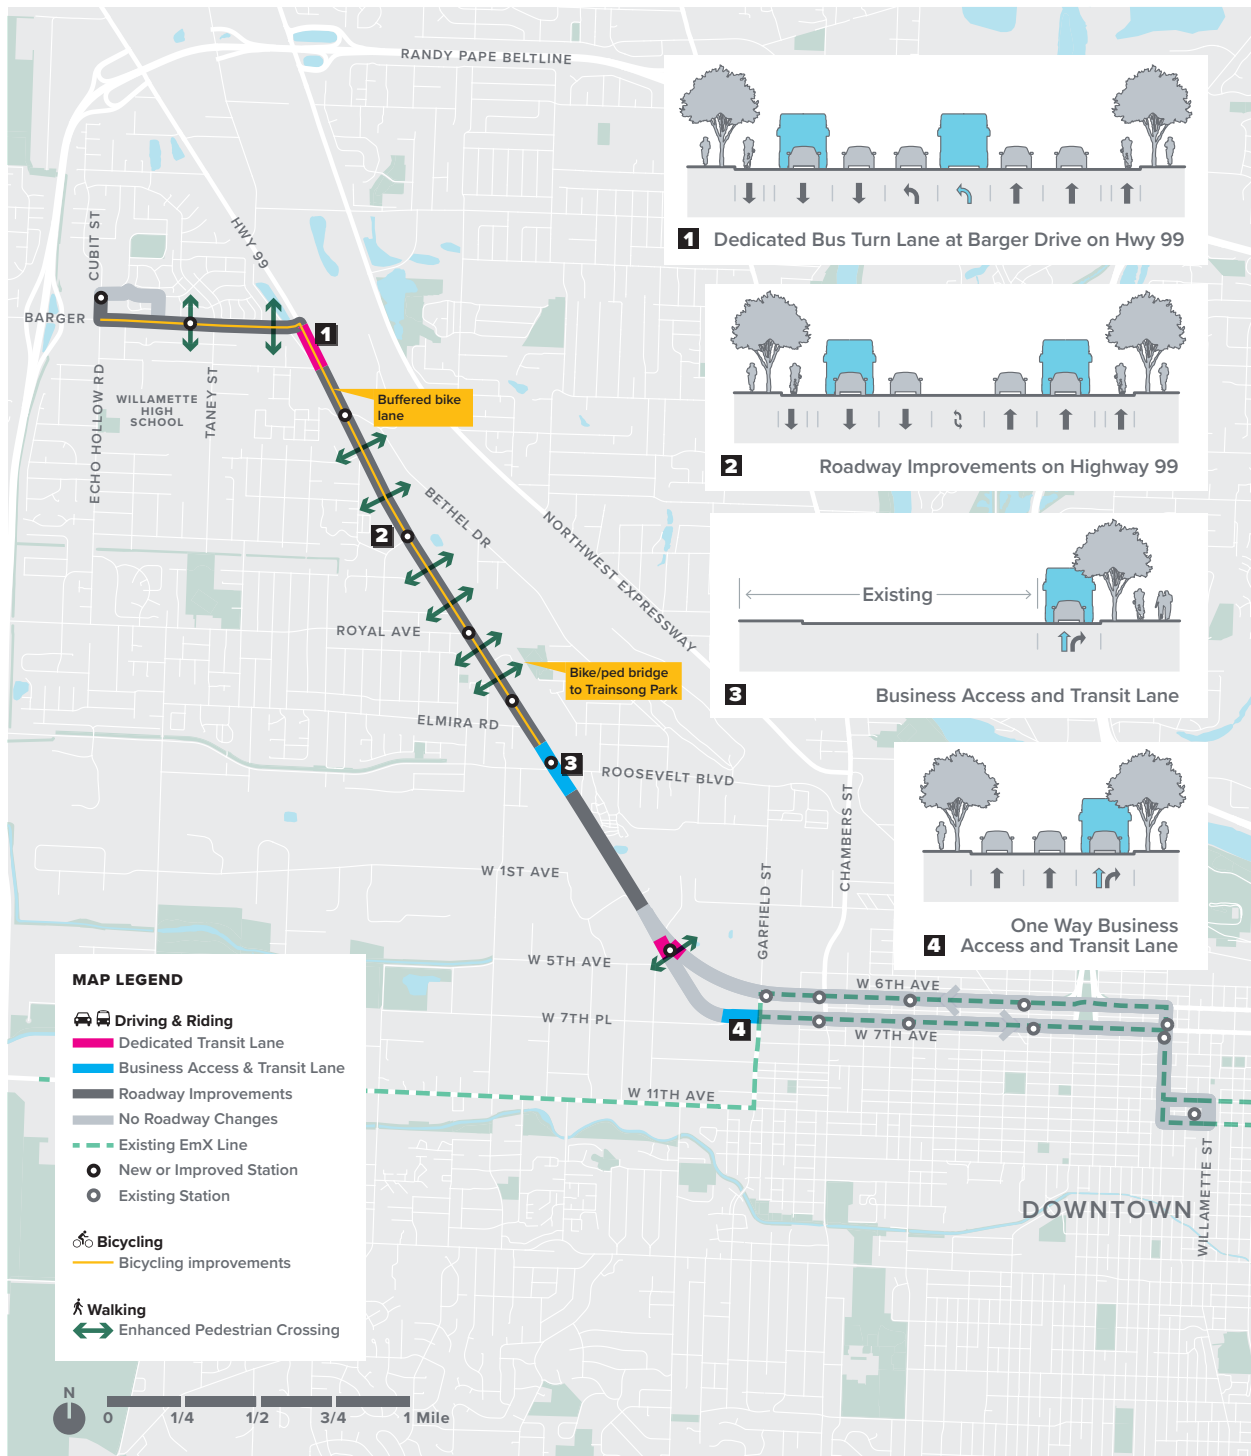 RANDY PAPE BELTLINE
CUBIT ST
HWY 99
BARGER
ECHO HOLLOW RD
WILLAMETTE
HIGH
SCHOOL
TANEY ST
1
Buffered bike
lane
2
BETHEL DR
NORTHWEST EXPRESSWAY
ROYAL AVE
Bike/ped bridge
to Trainsong Park
ELMIRA RD
3
ROOSEVELT BLVD
CHAMBERS ST
W 1ST AVE
GARFIELD ST
W 5TH AVE
W 6TH AVE
W 7TH PL
4
W 7TH AVE
W 11TH AVE
DOWNTOWN
WILLAMETTE ST
1 Dedicated Bus Turn Lane at Barger Drive on Hwy 99
2 Roadway Improvements on Highway 99
Existing
3 Business Access and Transit Lane
One Way Business
4 Access and Transit Lane
MAP LEGEND
Driving & Riding
Dedicated Transit Lane
Business Access & Transit Lane
Roadway Improvements
No Roadway Changes
Existing EmX Line
New or Improved Station
Existing Station
Bicycling
Bicycling improvements
Walking
Enhanced Pedestrian Crossing
N
0 1/4 1/2 3/4 1 Mile